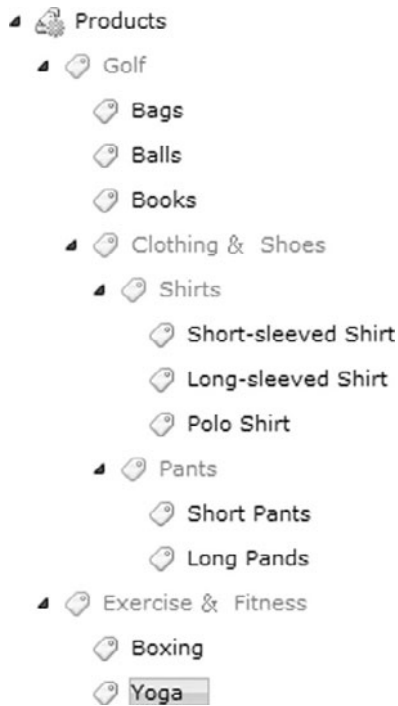 Products
Golf
Bags
Balls
Books
Clothing & Shoes
Shirts
Short-sleeved Shirt
Long-sleeved Shirt
Polo Shirt
Pants
Short Pants
Long Pands
Exercise & Fitness
Boxing
Yoga